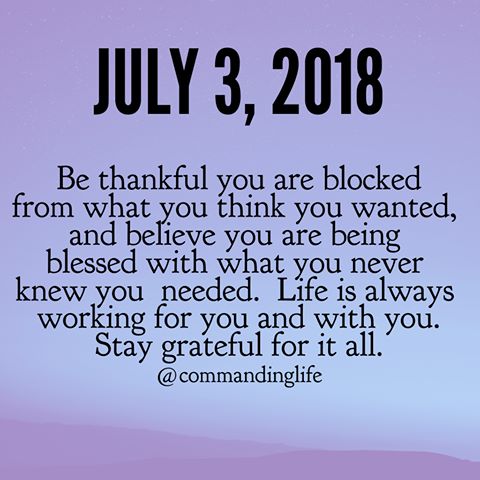 JULY 3, 2018
Be thankful you are blocked
from what you think you wanted,
and believe you are being
blessed with what you never
knew you  needed.  Life is always
working for you and with you.
Stay grateful for it all.
@commandinglife